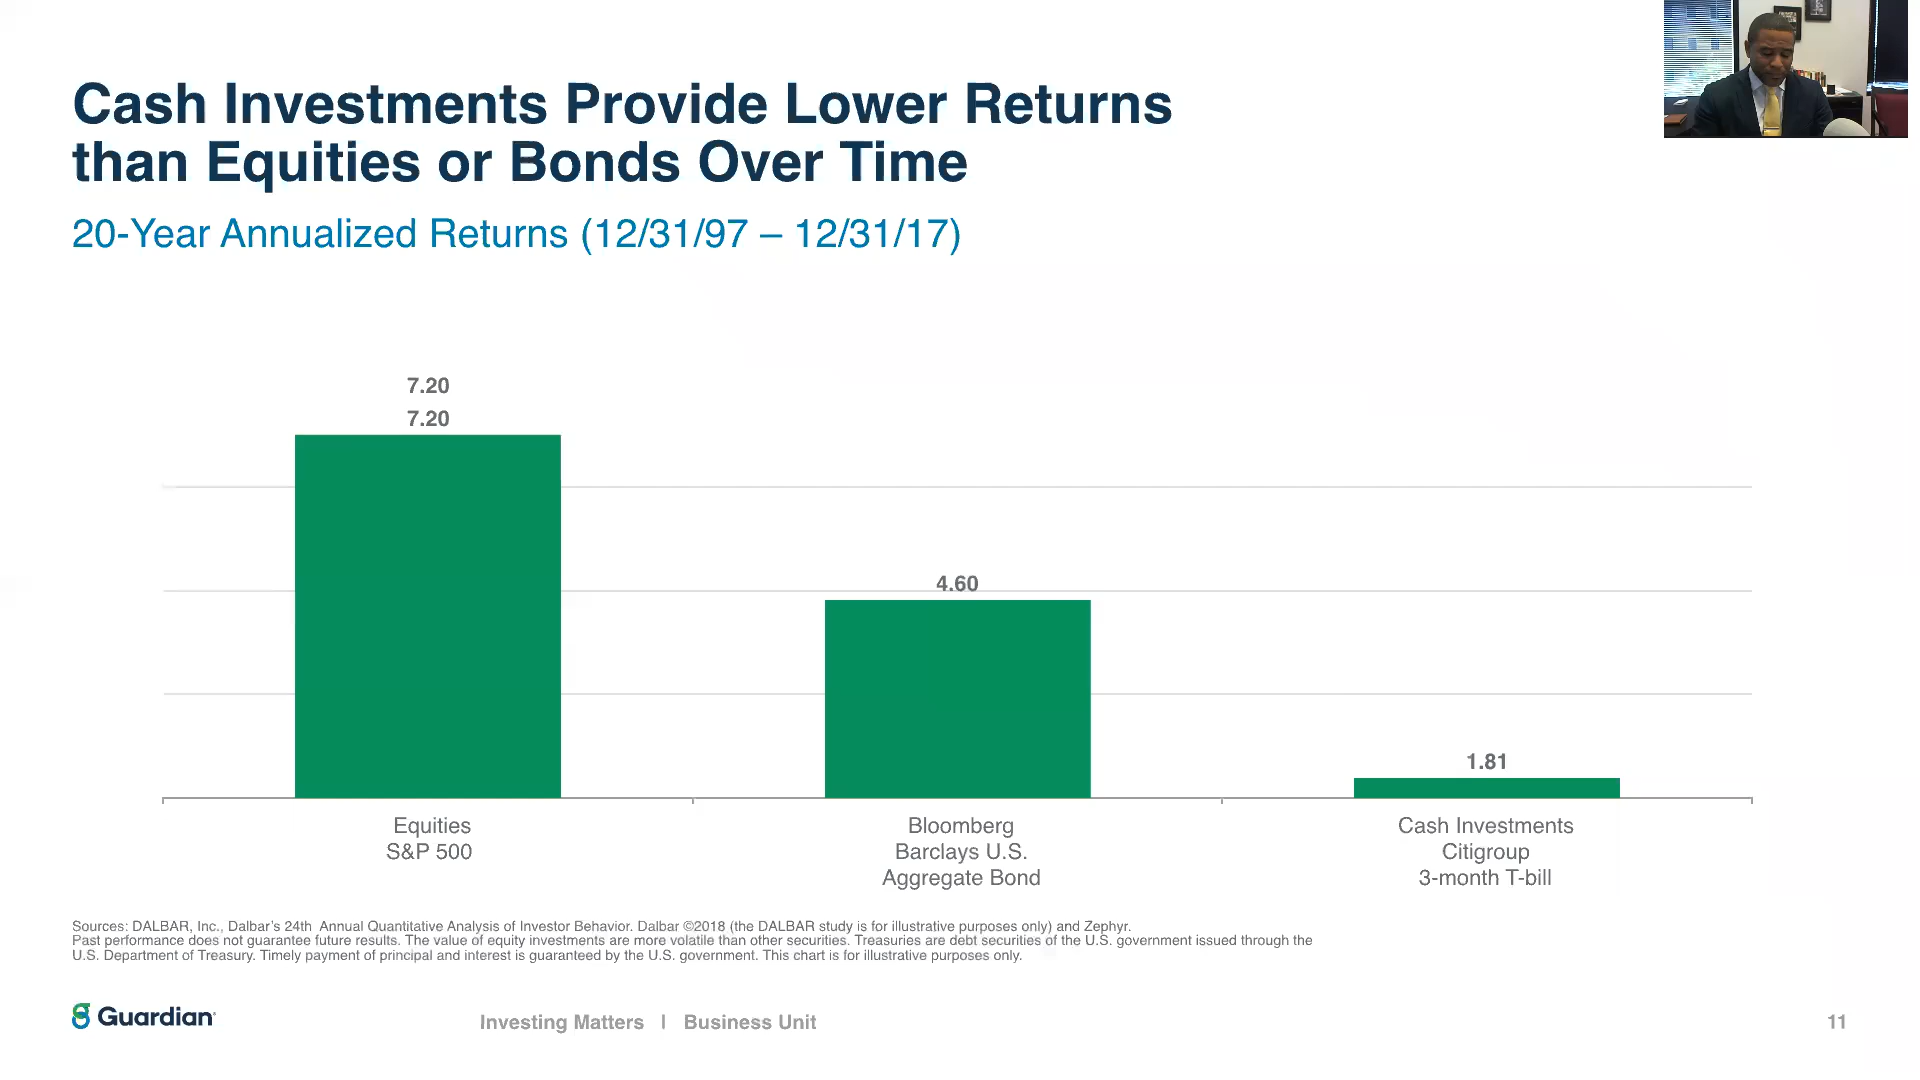 Cash Investments Provide Lower Returns
than Equities or Bonds Over Time
20-Year Annualized Returns (12/31/97 – 12/31/17)
7.20
7.20
4.60
1.81
Equities
S&P 500
Bloomberg
Barclays U.S.
Aggregate Bond
Cash Investments
Citigroup
3-month T-bill
Sources: DALBAR, Inc., Dalbar's 24th Annual Quantitative Analysis of Investor Behavior. Dalbar ©2018 (the DALBAR study is for illustrative purposes only) and Zephyr.
Past performance does not guarantee future results. The value of equity investments are more volatile than other securities. Treasuries are debt securities of the U.S. government issued through the
U.S. Department of Treasury. Timely payment of principal and interest is guaranteed by the U.S. government. This chart is for illustrative purposes only.
Guardian
Investing Matters | Business Unit
11